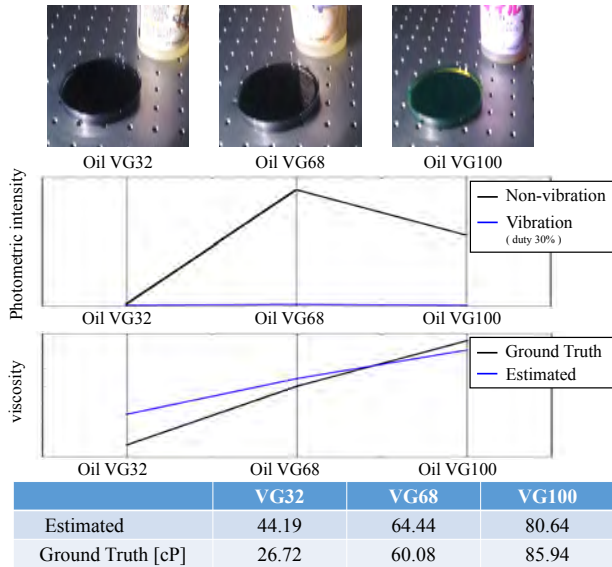 Oil VG32 Oil VG68 Oil VG100
Photometric intensity
Non-vibration
Vibration
( duty 30% )
Oil VG32 Oil VG68 Oil VG100
viscosity
Ground Truth
Estimated
Oil VG32 Oil VG68 Oil VG100
VG32 VG68 VG100
Estimated 44.19 64.44 80.64
Ground Truth [cP] 26.72 60.08 85.94